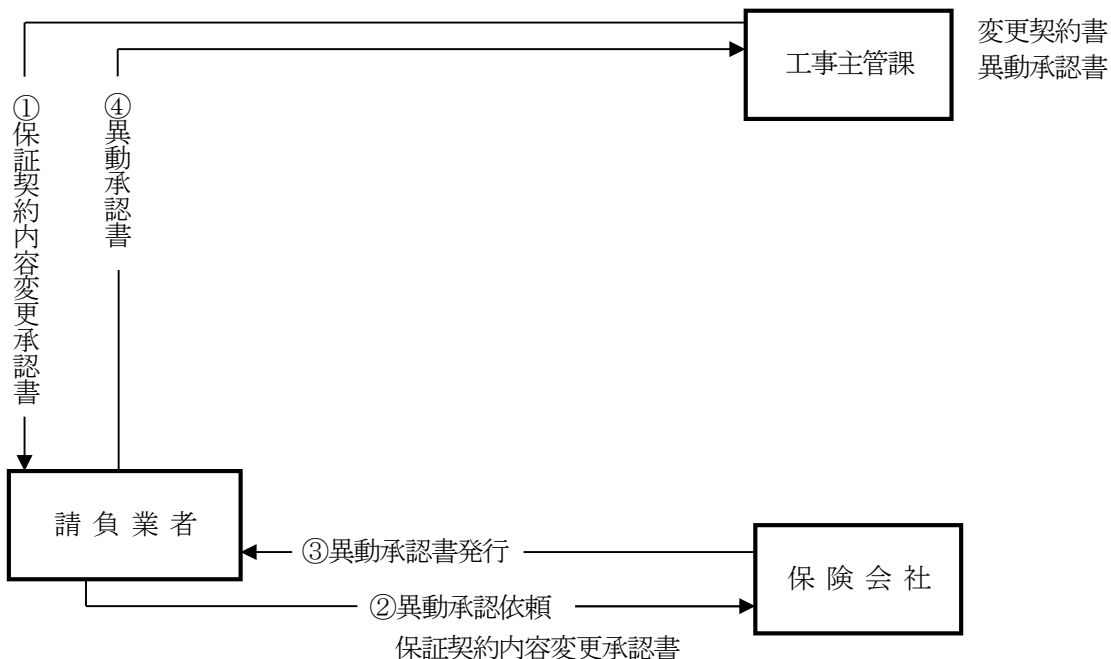 変更契約書
異動承認書
工事主管課
①保証契約内容変更承認書
④異動承認書
請負業者
③異動承認書発行
保険会社
②異動承認依頼
保証契約内容変更承認書